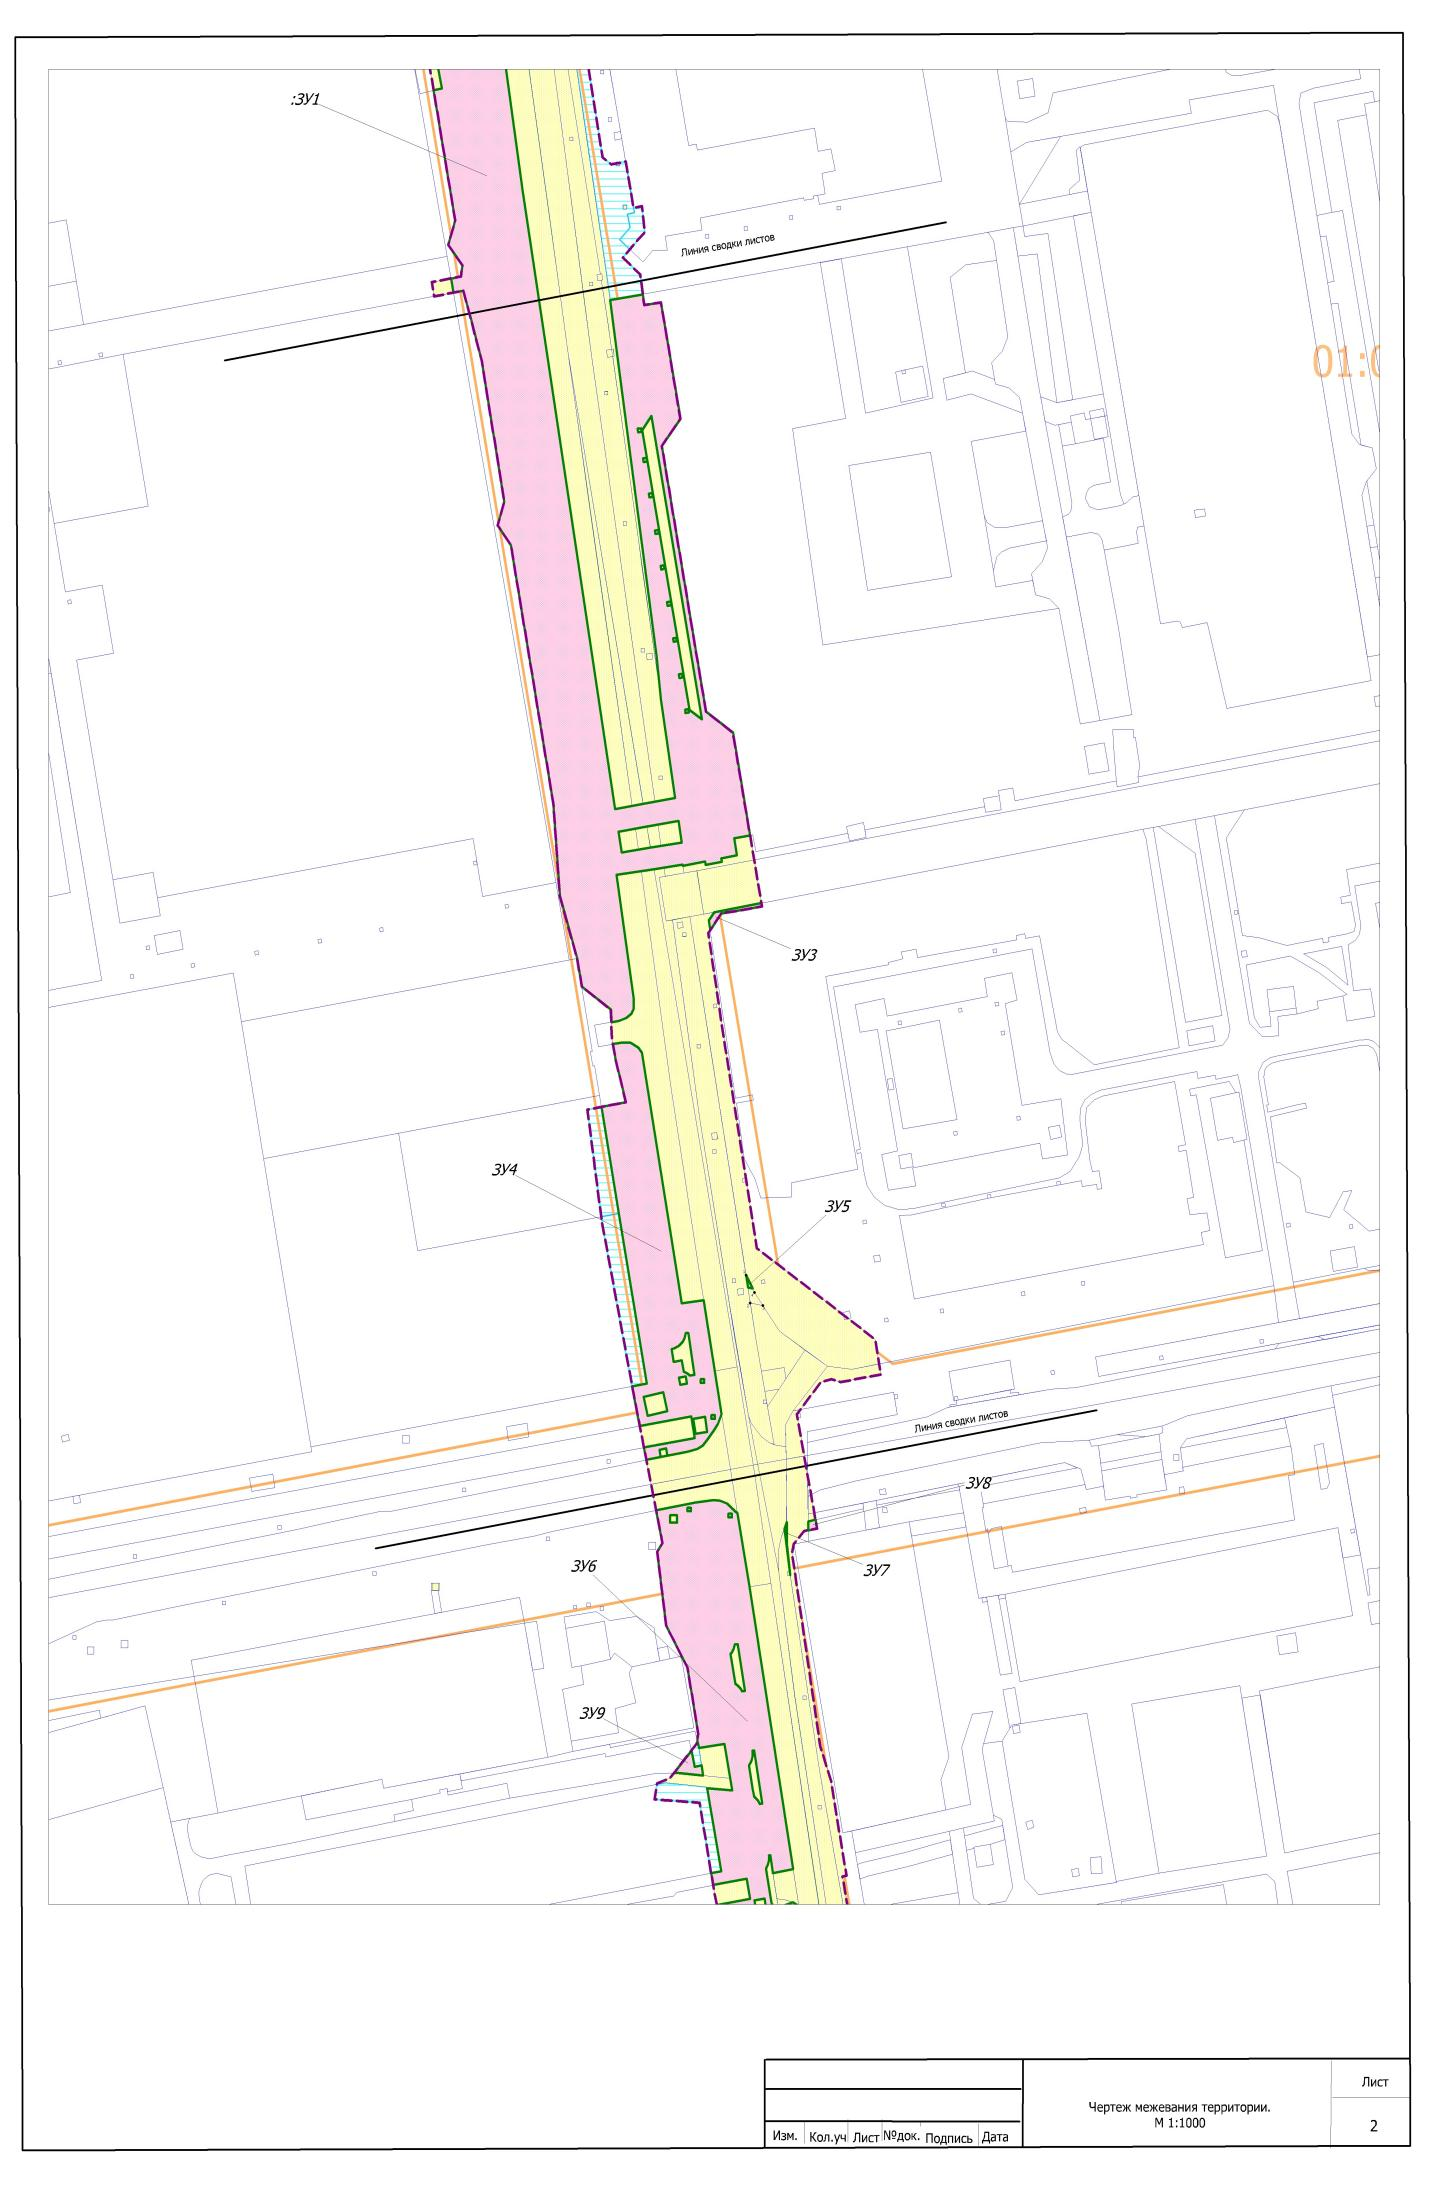 :ЗУ1
Линия сводки листов
01:0
ЗУ3
ЗУ4
ЗУ5
Линия сводки листов
ЗУ8
ЗУ6
ЗУ7
ЗУ9
Лист
Чертеж межевания территории.
М 1:1000
2
Изм. Кол.уч Лист №док. Подпись Дата